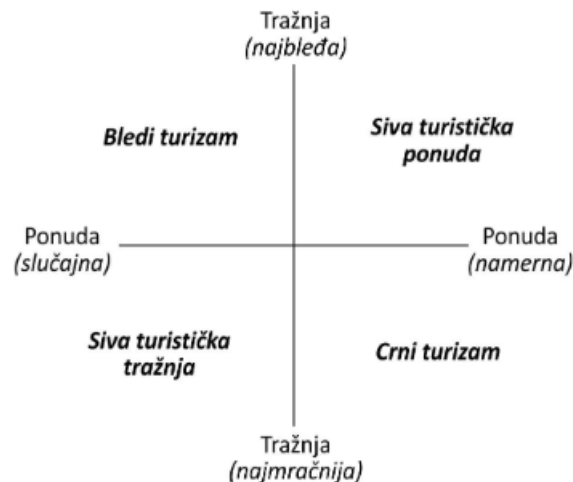 Tražnja
(najbleđa)
Bledi turizam
Siva turistička
ponuda
Ponuda
(slučajna)
Ponuda
(namerna)
Siva turistička
tražnja
Crni turizam
Tražnja
(najmračnija)